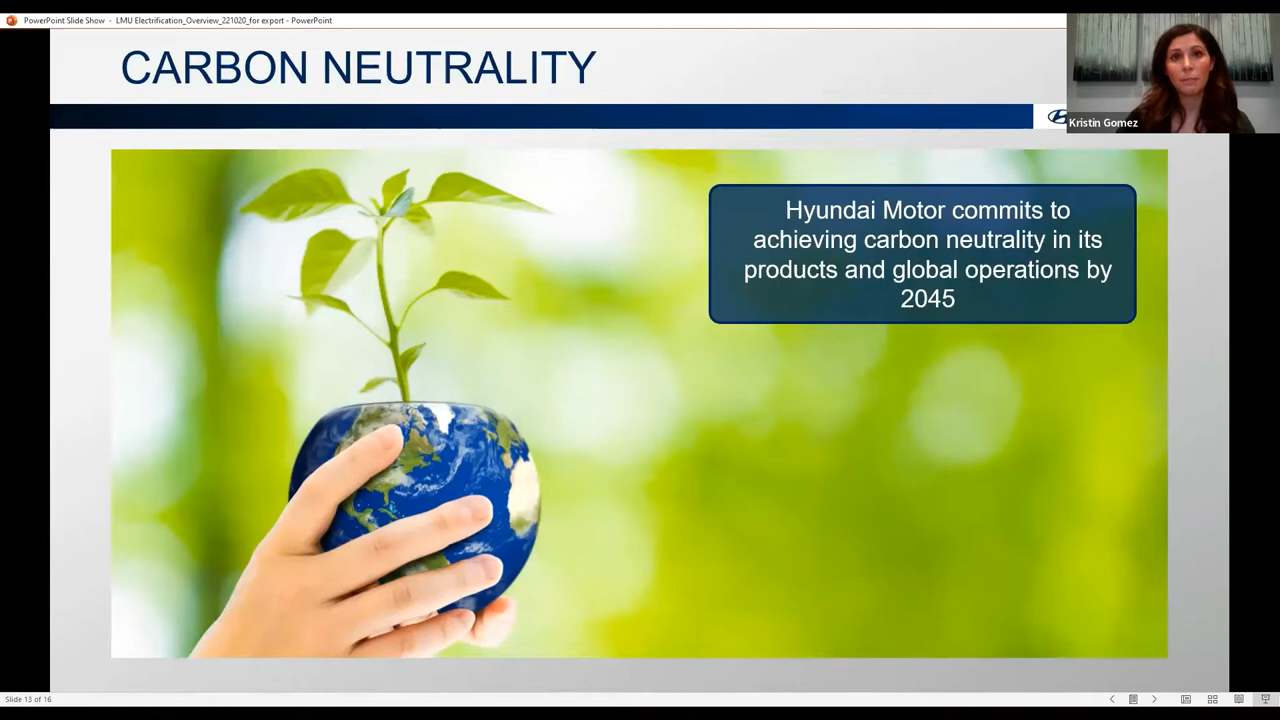 PowerPoint Slide Show - LMU Electrification_Overview_221020_for export - PowerPoint
CARBON NEUTRALITY
Kristin Gomez
Hyundai Motor commits to
achieving carbon neutrality in its
products and global operations by
2045
Slide 13 of 16